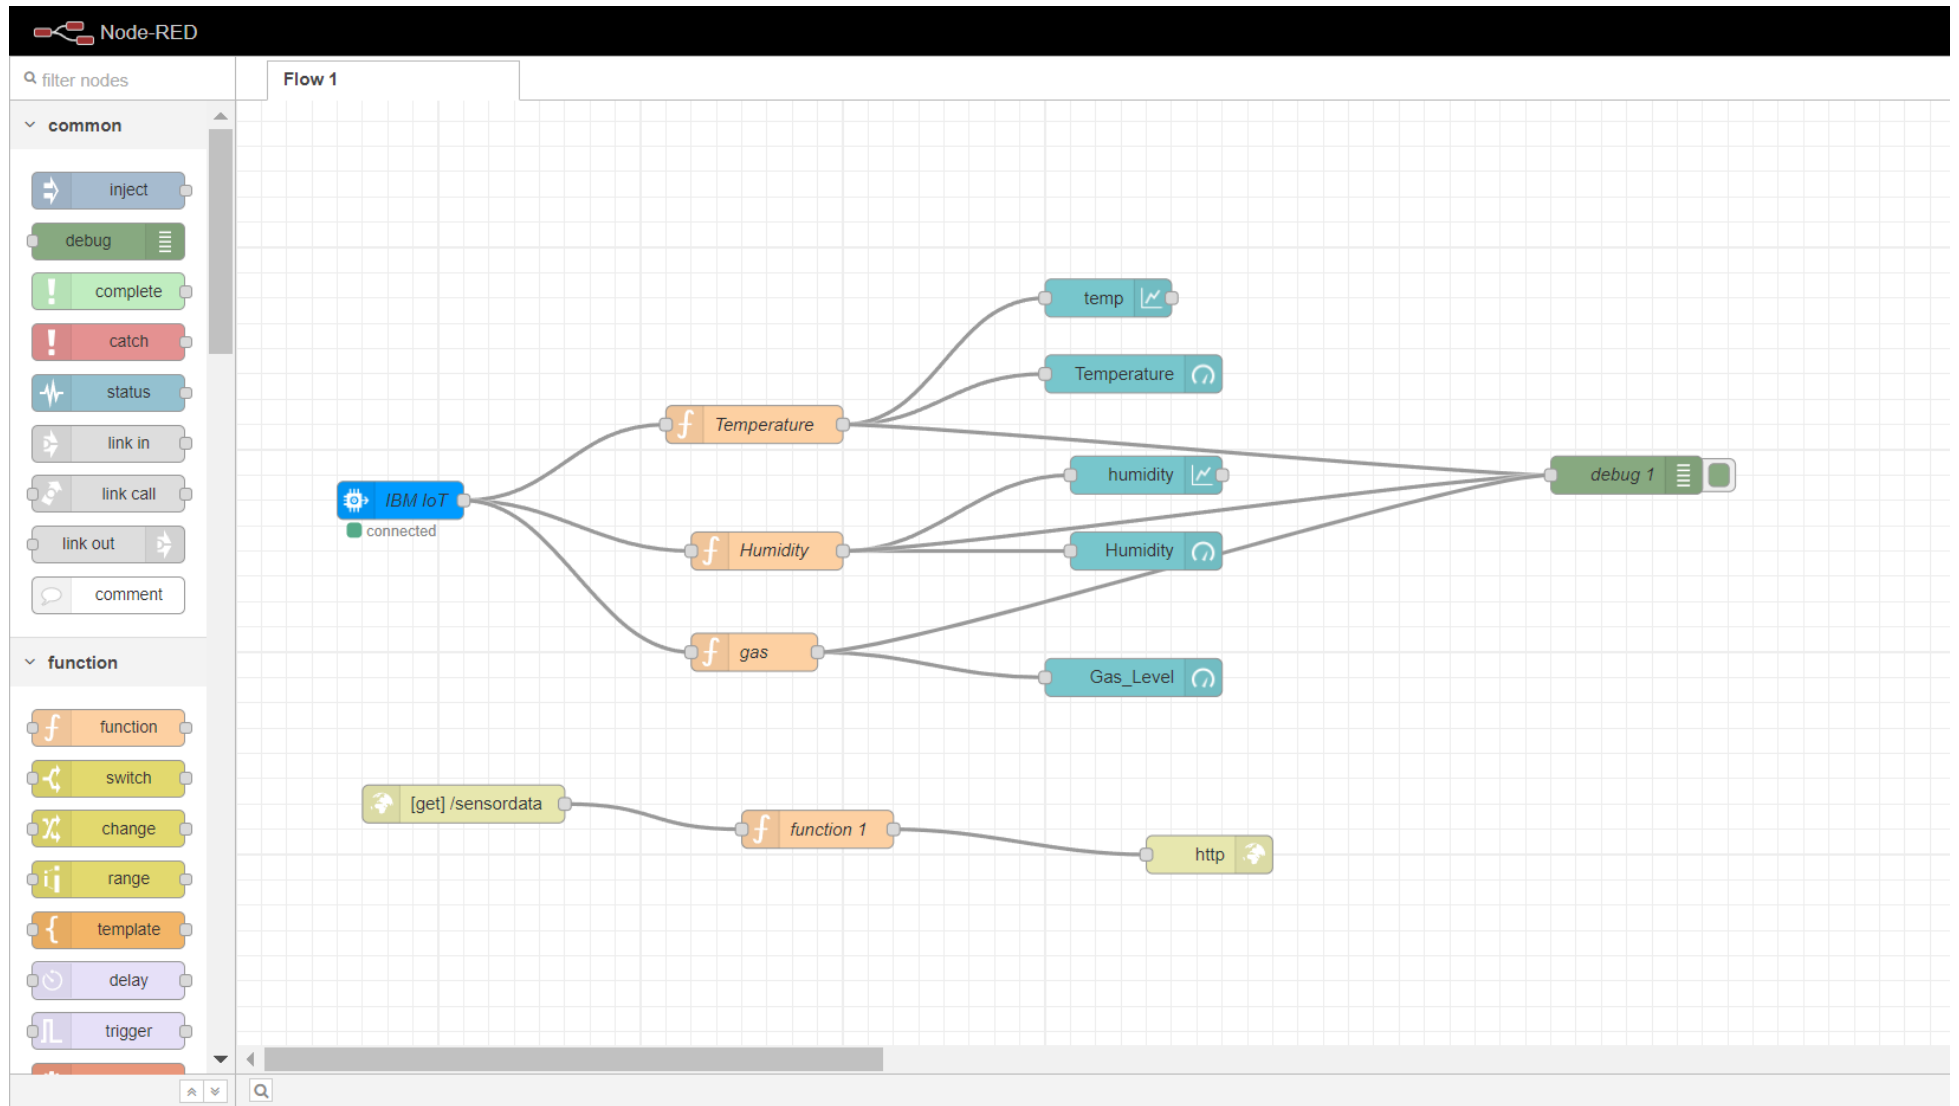 Node-RED
filter nodes
Flow 1
common
inject
debug
complete
catch
status
link in
link call
link out
comment
function
function
switch
change
range
template
delay
trigger
temp
Temperature
Temperature
humidity
debug 1
IBM IoT
connected
Humidity
Humidity
gas
Gas_Level
[get] /sensordata
function 1
http